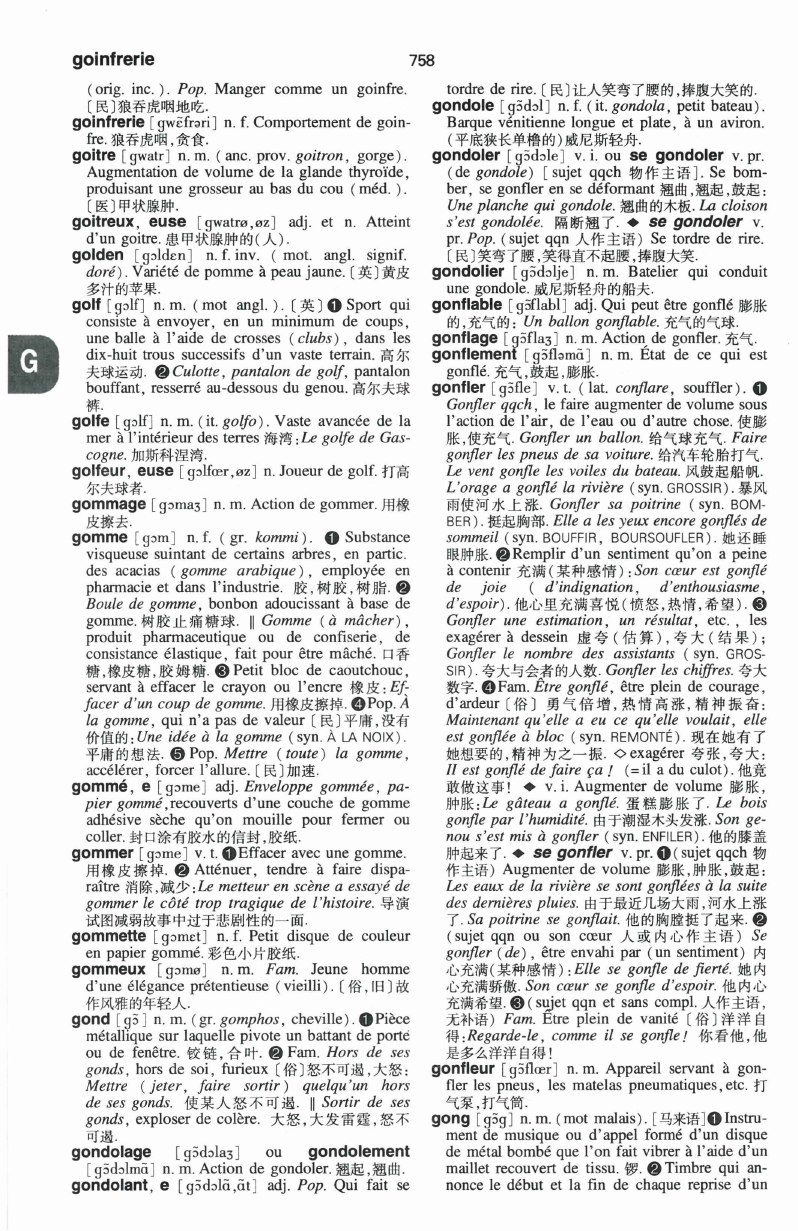 goinfrerie
758
(orig. inc.). Pop. Manger comme un goinfre.
〔民〕狼吞虎咽地吃.
goinfrerie [gwɛ̃frəri] n. f. Comportement de goin-
fre. 狼吞虎咽,贪食.
goitre [gwatr] n. m. (anc. prov. goitron, gorge).
Augmentation de volume de la glande thyroïde,
produisant une grosseur au bas du cou (méd.).
〔医〕甲状腺肿.
goitreux, euse [gwatrø,øz] adj. et n. Atteint
d'un goitre. 患甲状腺肿的(人).
golden [gɔldɛn] n. f. inv. (mot. angl. signif.
doré). Variété de pomme à peau jaune.〔英〕黄皮
多汁的苹果.
golf [gɔlf] n. m. (mot angl.).〔英〕❶ Sport qui
consiste à envoyer, en un minimum de coups,
une balle à l'aide de crosses (clubs), dans les
dix-huit trous successifs d'un vaste terrain. 高尔
夫球运动. ❷ Culotte, pantalon de golf, pantalon
bouffant, resserré au-dessous du genou. 高尔夫球
裤.
golfe [gɔlf] n. m. (it. golfo). Vaste avancée de la
mer à l'intérieur des terres 海湾:Le golfe de Gas-
cogne. 加斯科涅湾.
golfeur, euse [gɔlfœr,øz] n. Joueur de golf. 打高
尔夫球者.
gommage [gɔmaʒ] n. m. Action de gommer. 用橡
皮擦去.
gomme [gɔm] n. f. (gr. kommi). ❶ Substance
visqueuse suintant de certains arbres, en partic.
des acacias (gomme arabique), employée en
pharmacie et dans l'industrie. 胶,树胶,树脂. ❷
Boule de gomme, bonbon adoucissant à base de
gomme. 树胶止痛糖球. ‖ Gomme (à mâcher),
produit pharmaceutique ou de confiserie, de
consistance élastique, fait pour être mâché. 口香
糖,橡皮糖,胶姆糖. ❸ Petit bloc de caoutchouc,
servant à effacer le crayon ou l'encre 橡皮:Ef-
facer d'un coup de gomme. 用橡皮擦掉. ❹ Pop. À
la gomme, qui n'a pas de valeur〔民〕平庸,没有
价值的:Une idée à la gomme (syn. À LA NOIX).
平庸的想法. ❺ Pop. Mettre (toute) la gomme,
accélérer, forcer l'allure.〔民〕加速.
gommé, e [gɔme] adj. Enveloppe gommée, pa-
pier gommé,recouverts d'une couche de gomme
adhésive sèche qu'on mouille pour fermer ou
coller. 封口涂有胶水的信封,胶纸.
gommer [gɔme] v. t. ❶Effacer avec une gomme.
用橡皮擦掉. ❷ Atténuer, tendre à faire dispa-
raître 消除,减少:Le metteur en scène a essayé de
gommer le côté trop tragique de l'histoire. 导演
试图减弱故事中过于悲剧性的一面.
gommette [gɔmɛt] n. f. Petit disque de couleur
en papier gommé. 彩色小片胶纸.
gommeux [gɔmø] n. m. Fam. Jeune homme
d'une élégance prétentieuse (vieilli).〔俗,旧〕故
作风雅的年轻人.
gond [gɔ̃] n. m. (gr. gomphos, cheville). ❶Pièce
métallique sur laquelle pivote un battant de porte
ou de fenêtre. 铰链,合叶. ❷ Fam. Hors de ses
gonds, hors de soi, furieux〔俗〕怒不可遏,大怒:
Mettre (jeter, faire sortir) quelqu'un hors
de ses gonds. 使某人怒不可遏. ‖ Sortir de ses
gonds, exploser de colère. 大怒,大发雷霆,怒不
可遏.
gondolage [gɔ̃dɔlaʒ] ou gondolement
[gɔ̃dɔlmɑ̃] n. m. Action de gondoler. 翘起,翘曲.
gondolant, e [gɔ̃dɔlɑ̃,ɑ̃t] adj. Pop. Qui fait se
G
tordre de rire.〔民〕让人笑弯了腰的,捧腹大笑的.
gondole [gɔ̃dɔl] n. f. (it. gondola, petit bateau).
Barque vénitienne longue et plate, à un aviron.
(平底狭长单橹的)威尼斯轻舟.
gondoler [gɔ̃dɔle] v. i. ou se gondoler v. pr.
(de gondole) [sujet qqch 物作主语]. Se bom-
ber, se gonfler en se déformant 翘曲,翘起,鼓起:
Une planche qui gondole. 翘曲的木板. La cloison
s'est gondolée. 隔断翘了. ◆ se gondoler v.
pr. Pop. (sujet qqn 人作主语) Se tordre de rire.
〔民〕笑弯了腰,笑得直不起腰,捧腹大笑.
gondolier [gɔ̃dɔlje] n. m. Batelier qui conduit
une gondole. 威尼斯轻舟的船夫.
gonflable [gɔ̃flabl] adj. Qui peut être gonflé 膨胀
的,充气的: Un ballon gonflable. 充气的气球.
gonflage [gɔ̃flaʒ] n. m. Action de gonfler. 充气.
gonflement [gɔ̃fləmɑ̃] n. m. État de ce qui est
gonflé. 充气,鼓起,膨胀.
gonfler [gɔ̃fle] v. t. (lat. conflare, souffler). ❶
Gonfler qqch, le faire augmenter de volume sous
l'action de l'air, de l'eau ou d'autre chose. 使膨
胀,使充气. Gonfler un ballon. 给气球充气. Faire
gonfler les pneus de sa voiture. 给汽车轮胎打气.
Le vent gonfle les voiles du bateau. 风鼓起船帆.
L'orage a gonflé la rivière (syn. GROSSIR). 暴风
雨使河水上涨. Gonfler sa poitrine (syn. BOM-
BER). 挺起胸部. Elle a les yeux encore gonflés de
sommeil (syn. BOUFFIR, BOURSOUFLER). 她还睡
眼肿胀. ❷Remplir d'un sentiment qu'on a peine
à contenir 充满(某种感情):Son cœur est gonflé
de joie (d'indignation, d'enthousiasme,
d'espoir). 他心里充满喜悦(愤怒,热情,希望). ❸
Gonfler une estimation, un résultat, etc., les
exagérer à dessein 虚夸(估算),夸大(结果);
Gonfler le nombre des assistants (syn. GROS-
SIR). 夸大与会者的人数. Gonfler les chiffres. 夸大
数字. ❹Fam. Être gonflé, être plein de courage,
d'ardeur〔俗〕勇气倍增,热情高涨,精神振奋:
Maintenant qu'elle a eu ce qu'elle voulait, elle
est gonflée à bloc (syn. REMONTÉ). 现在她有了
她想要的,精神为之一振. ◇ exagérer 夸张,夸大:
Il est gonflé de faire ça ! (= il a du culot). 他竟
敢做这事! ◆ v. i. Augmenter de volume 膨胀,
肿胀:Le gâteau a gonflé. 蛋糕膨胀了. Le bois
gonfle par l'humidité. 由于潮湿木头发涨. Son ge-
nou s'est mis à gonfler (syn. ENFILER). 他的膝盖
肿起来了. ◆ se gonfler v. pr. ❶(sujet qqch 物
作主语) Augmenter de volume 膨胀,肿胀,鼓起:
Les eaux de la rivière se sont gonflées à la suite
des dernières pluies. 由于最近几场大雨,河水上涨
了. Sa poitrine se gonflait. 他的胸膛挺了起来. ❷
(sujet qqn ou son cœur 人或内心作主语) Se
gonfler (de), être envahi par (un sentiment) 内
心充满(某种感情):Elle se gonfle de fierté. 她内
心充满骄傲. Son cœur se gonfle d'espoir. 他内心
充满希望. ❸ (sujet qqn et sans compl. 人作主语,
无补语) Fam. Être plein de vanité〔俗〕洋洋自
得:Regarde-le, comme il se gonfle! 你看他,他
是多么洋洋自得!
gonfleur [gɔ̃flœr] n. m. Appareil servant à gon-
fler les pneus, les matelas pneumatiques, etc. 打
气泵,打气筒.
gong [gɔ̃g] n. m. (mot malais).[马来语]❶ Instru-
ment de musique ou d'appel formé d'un disque
de métal bombé que l'on fait vibrer à l'aide d'un
maillet recouvert de tissu. 锣. ❷ Timbre qui an-
nonce le début et la fin de chaque reprise d'un